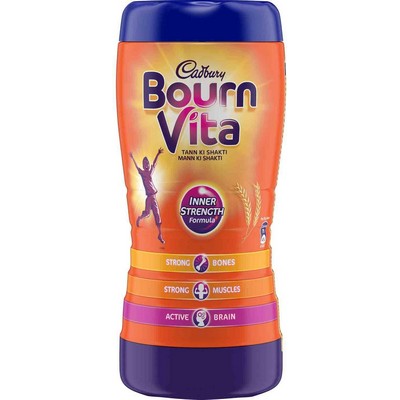 Cadbury
Bourn
Vita
TANN KI SHAKTI
MANN KI SHAKTI
INNER
STRENGTH
Formula
STRONG BONES
STRONG MUSCLES
ACTIVE BRAIN